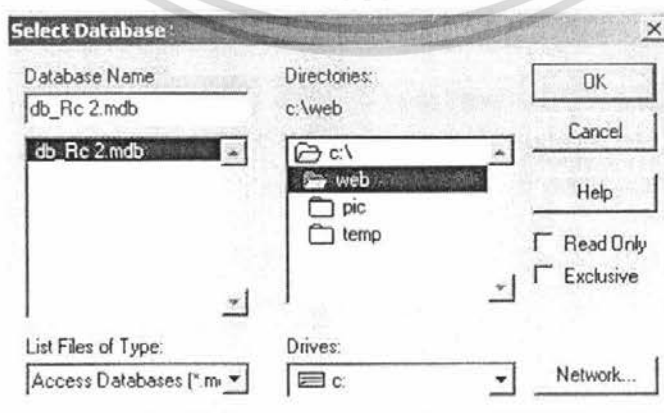 Select Database
Database Name
db_Rc 2.mdb
db_Rc 2.mdb
List Files of Type:
Access Databases (*.m
Directories:
c:\web
c:\
web
pic
temp
Drives:
c:
OK
Cancel
Help
Read Only
Exclusive
Network...